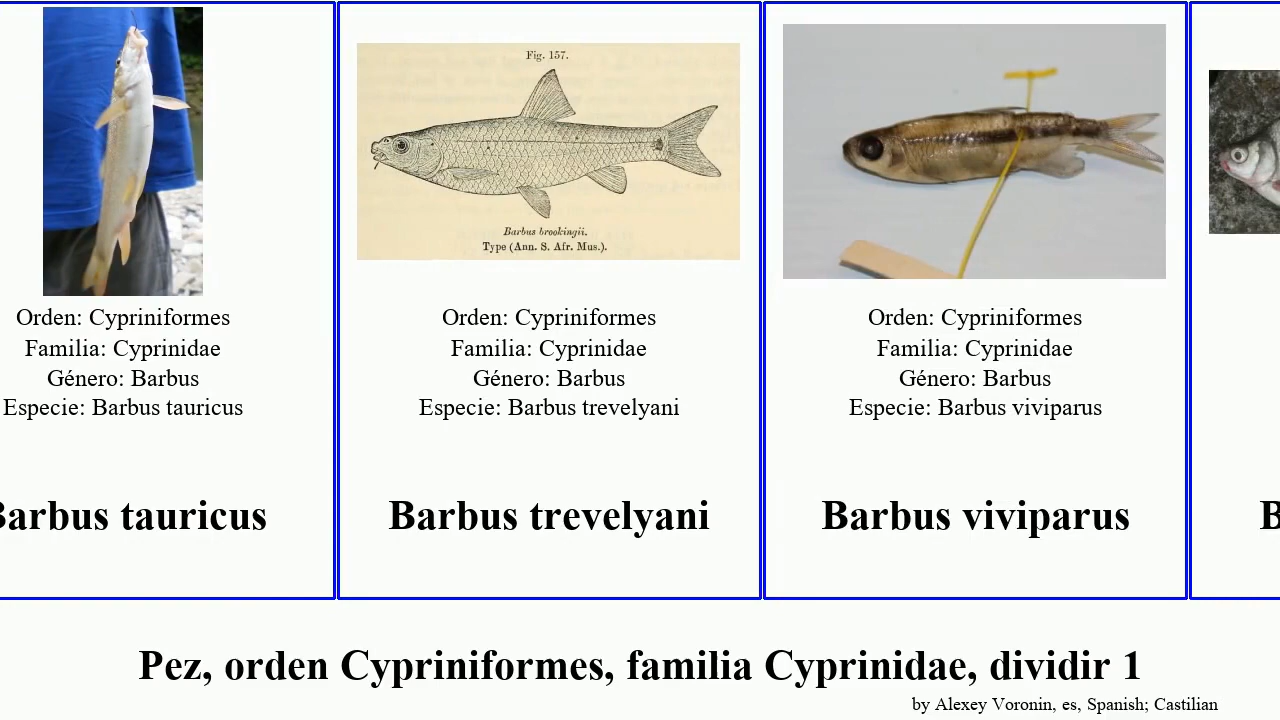 Fig. 157.
Barbus brookingii.
Type (Ann. S. Afr. Mus.).
Orden: Cypriniformes
Familia: Cyprinidae
Género: Barbus
Especie: Barbus tauricus
Barbus tauricus
Orden: Cypriniformes
Familia: Cyprinidae
Género: Barbus
Especie: Barbus trevelyani
Barbus trevelyani
Orden: Cypriniformes
Familia: Cyprinidae
Género: Barbus
Especie: Barbus viviparus
Barbus viviparus
B
Pez, orden Cypriniformes, familia Cyprinidae, dividir 1
by Alexey Voronin, es, Spanish; Castilian